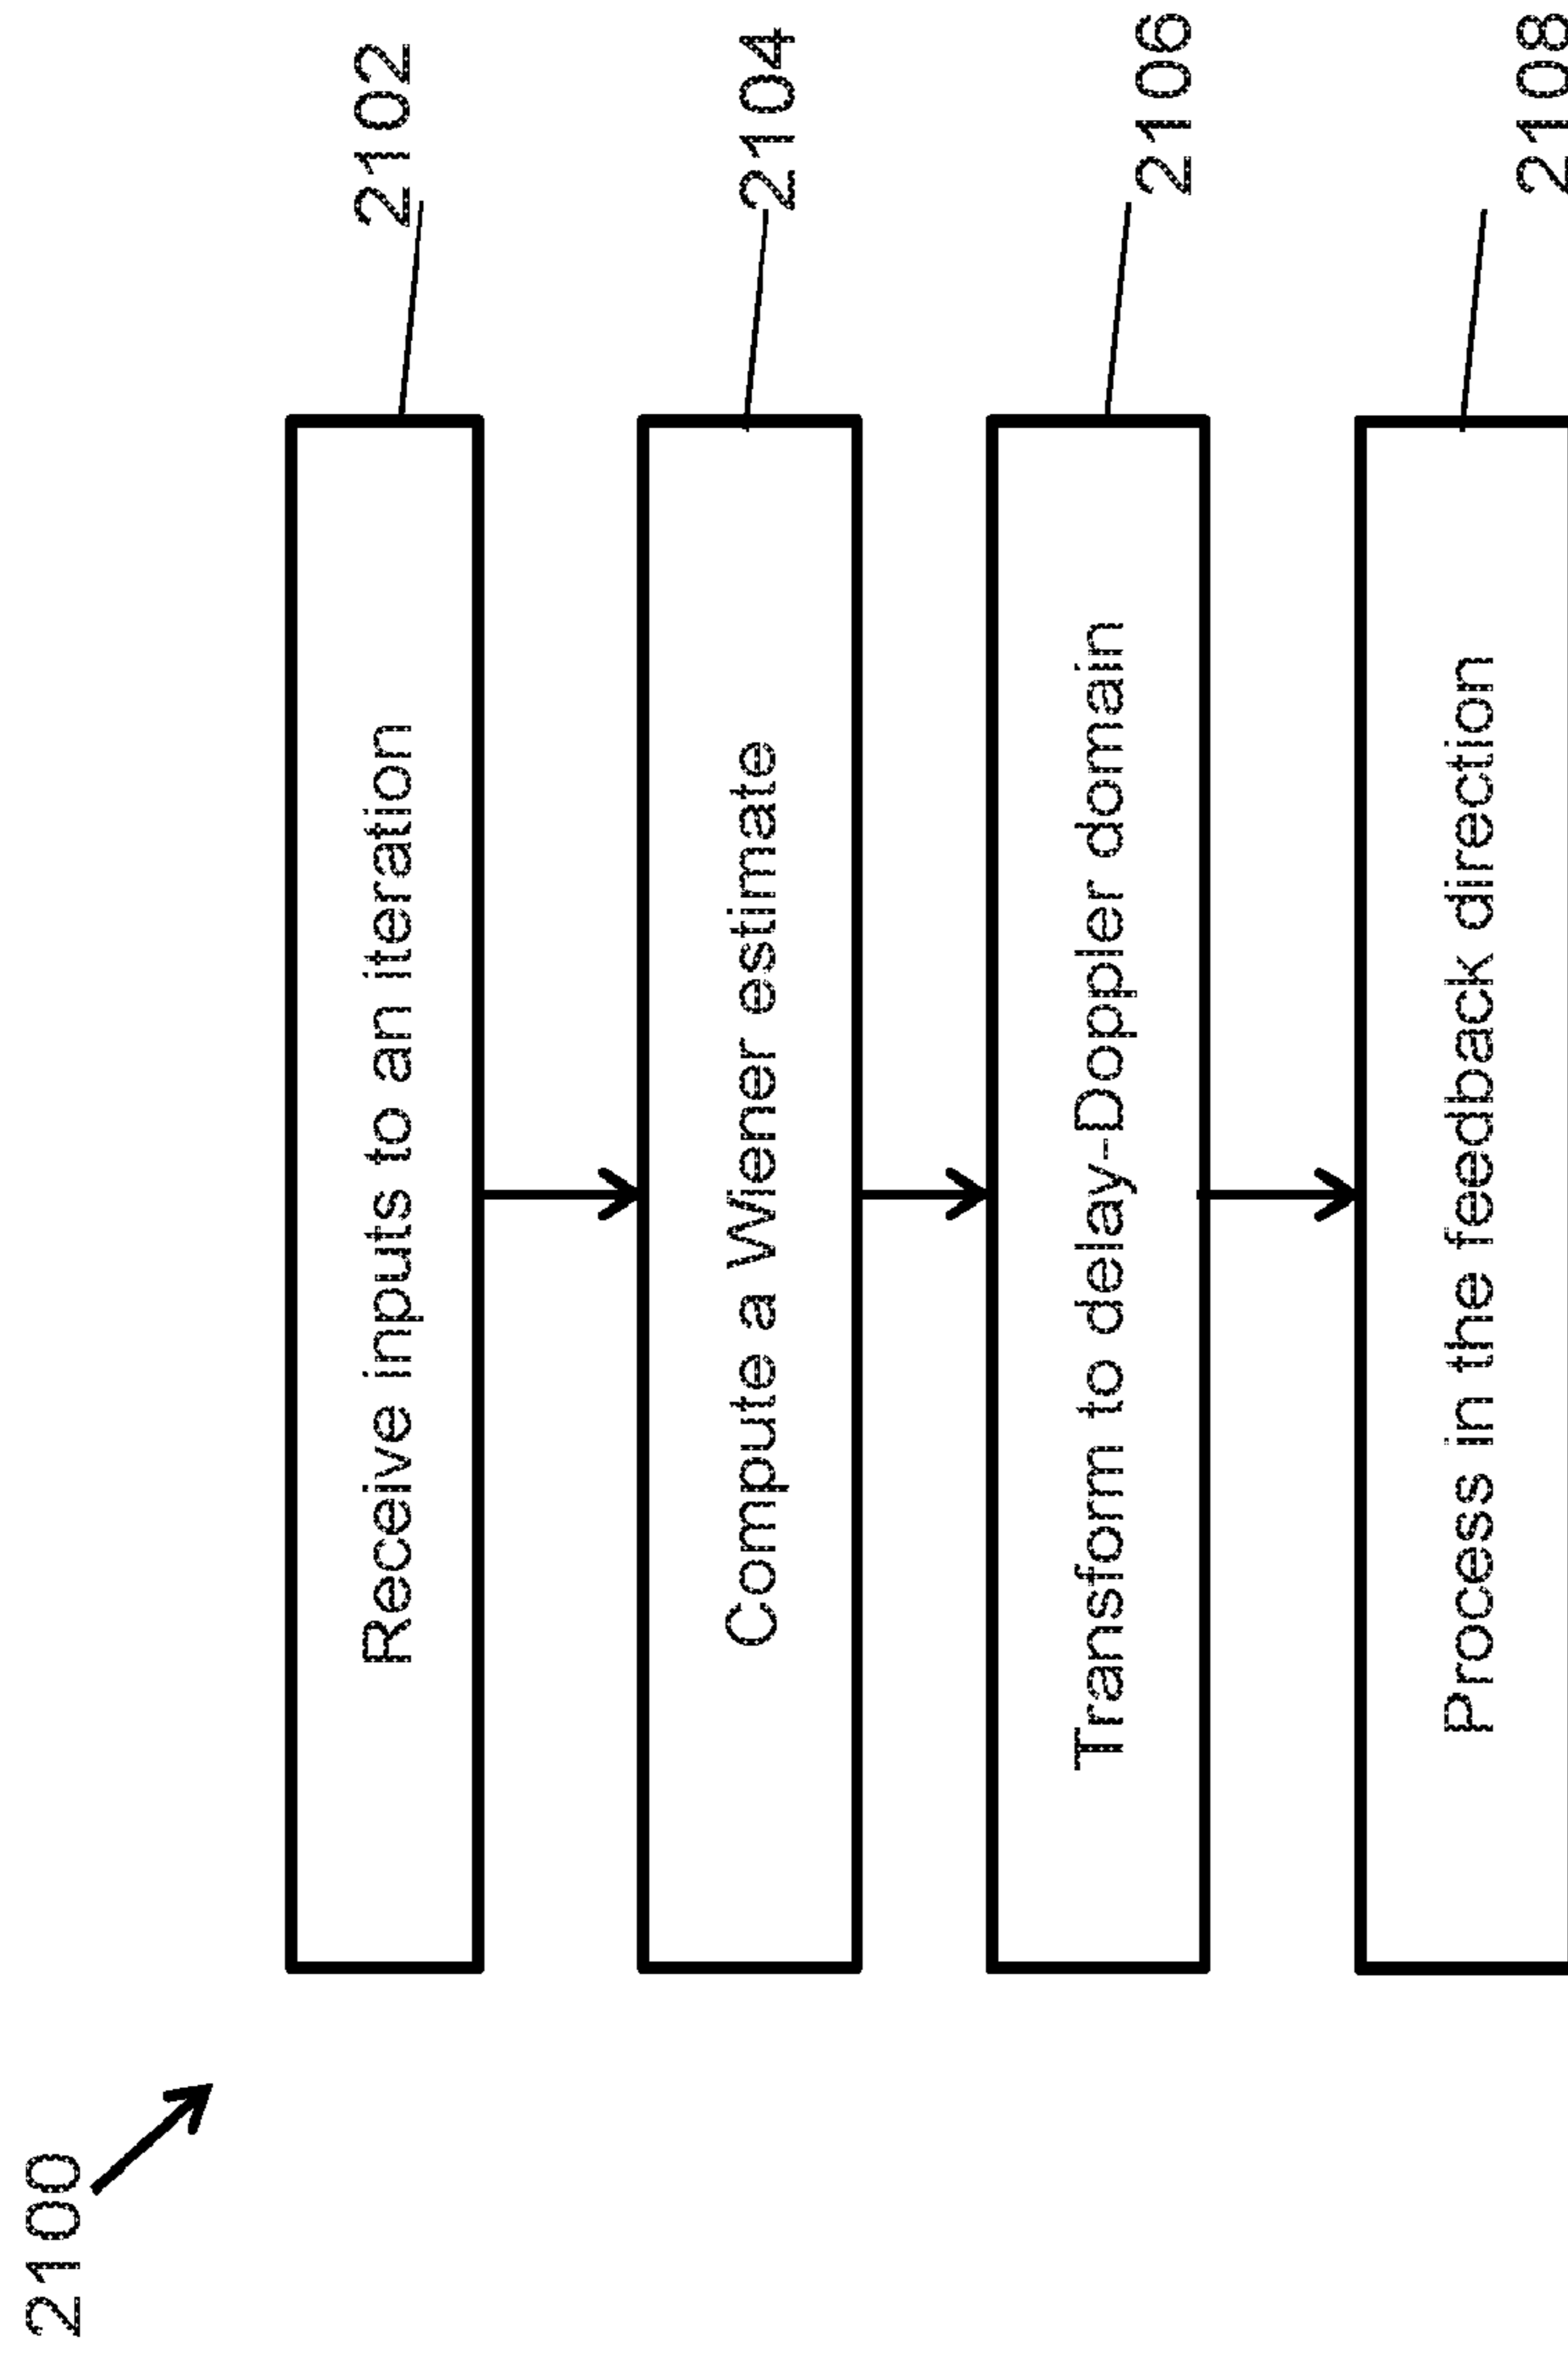 2100
Receive inputs to an iteration
2102
Compute a Wiener estimate
2104
Transform to delay-Doppler domain
2106
Process in the feedback direction
2108